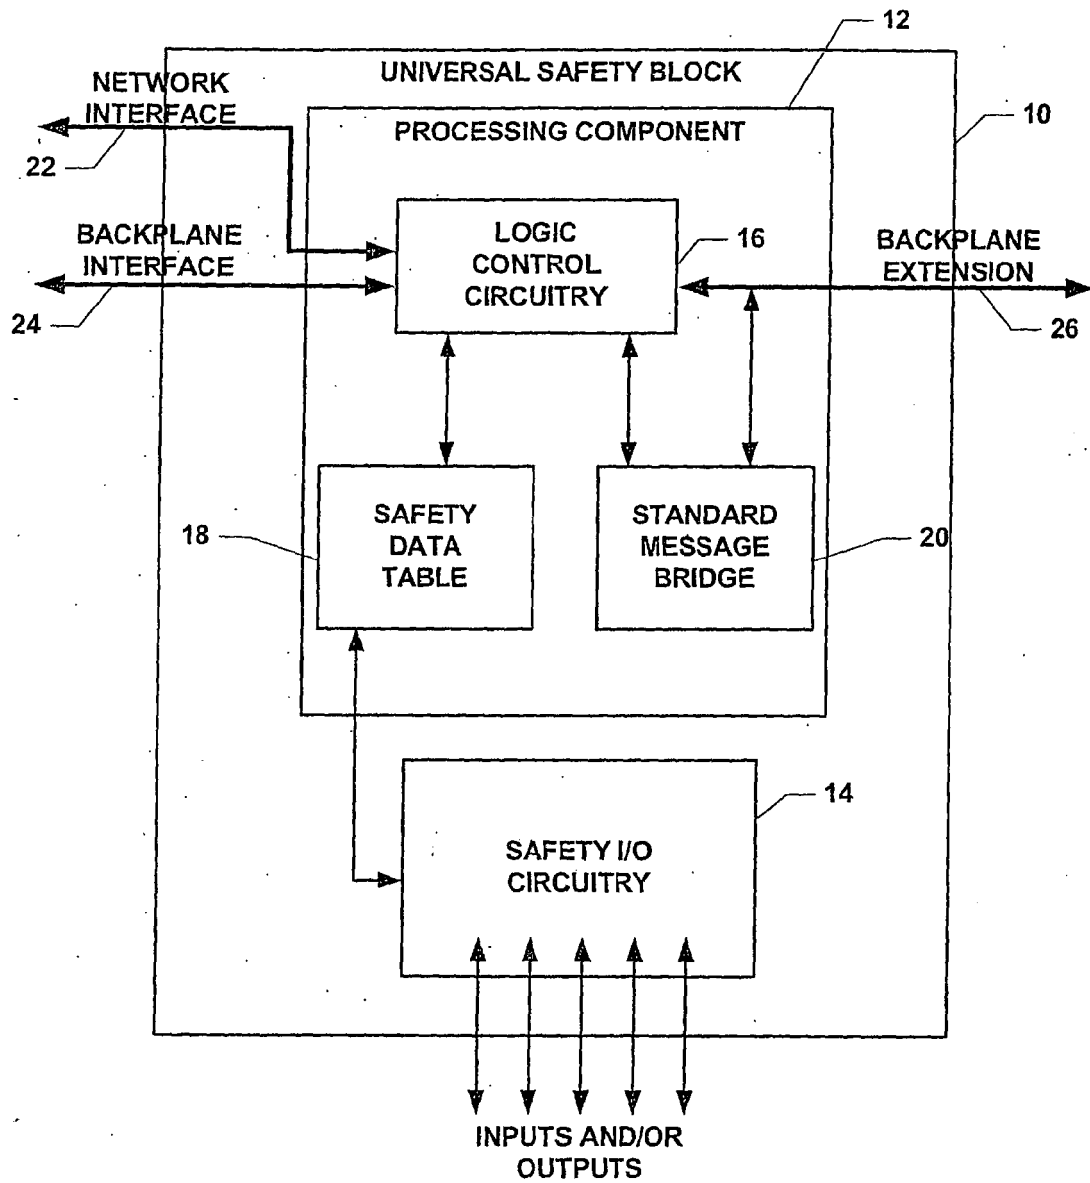 12
UNIVERSAL SAFETY BLOCK
NETWORK
INTERFACE
10
PROCESSING COMPONENT
22
LOGIC
CONTROL
CIRCUITRY
16
BACKPLANE
INTERFACE
BACKPLANE
EXTENSION
24
26
SAFETY
DATA
TABLE
18
STANDARD
MESSAGE
BRIDGE
20
14
SAFETY I/O
CIRCUITRY
INPUTS AND/OR
OUTPUTS